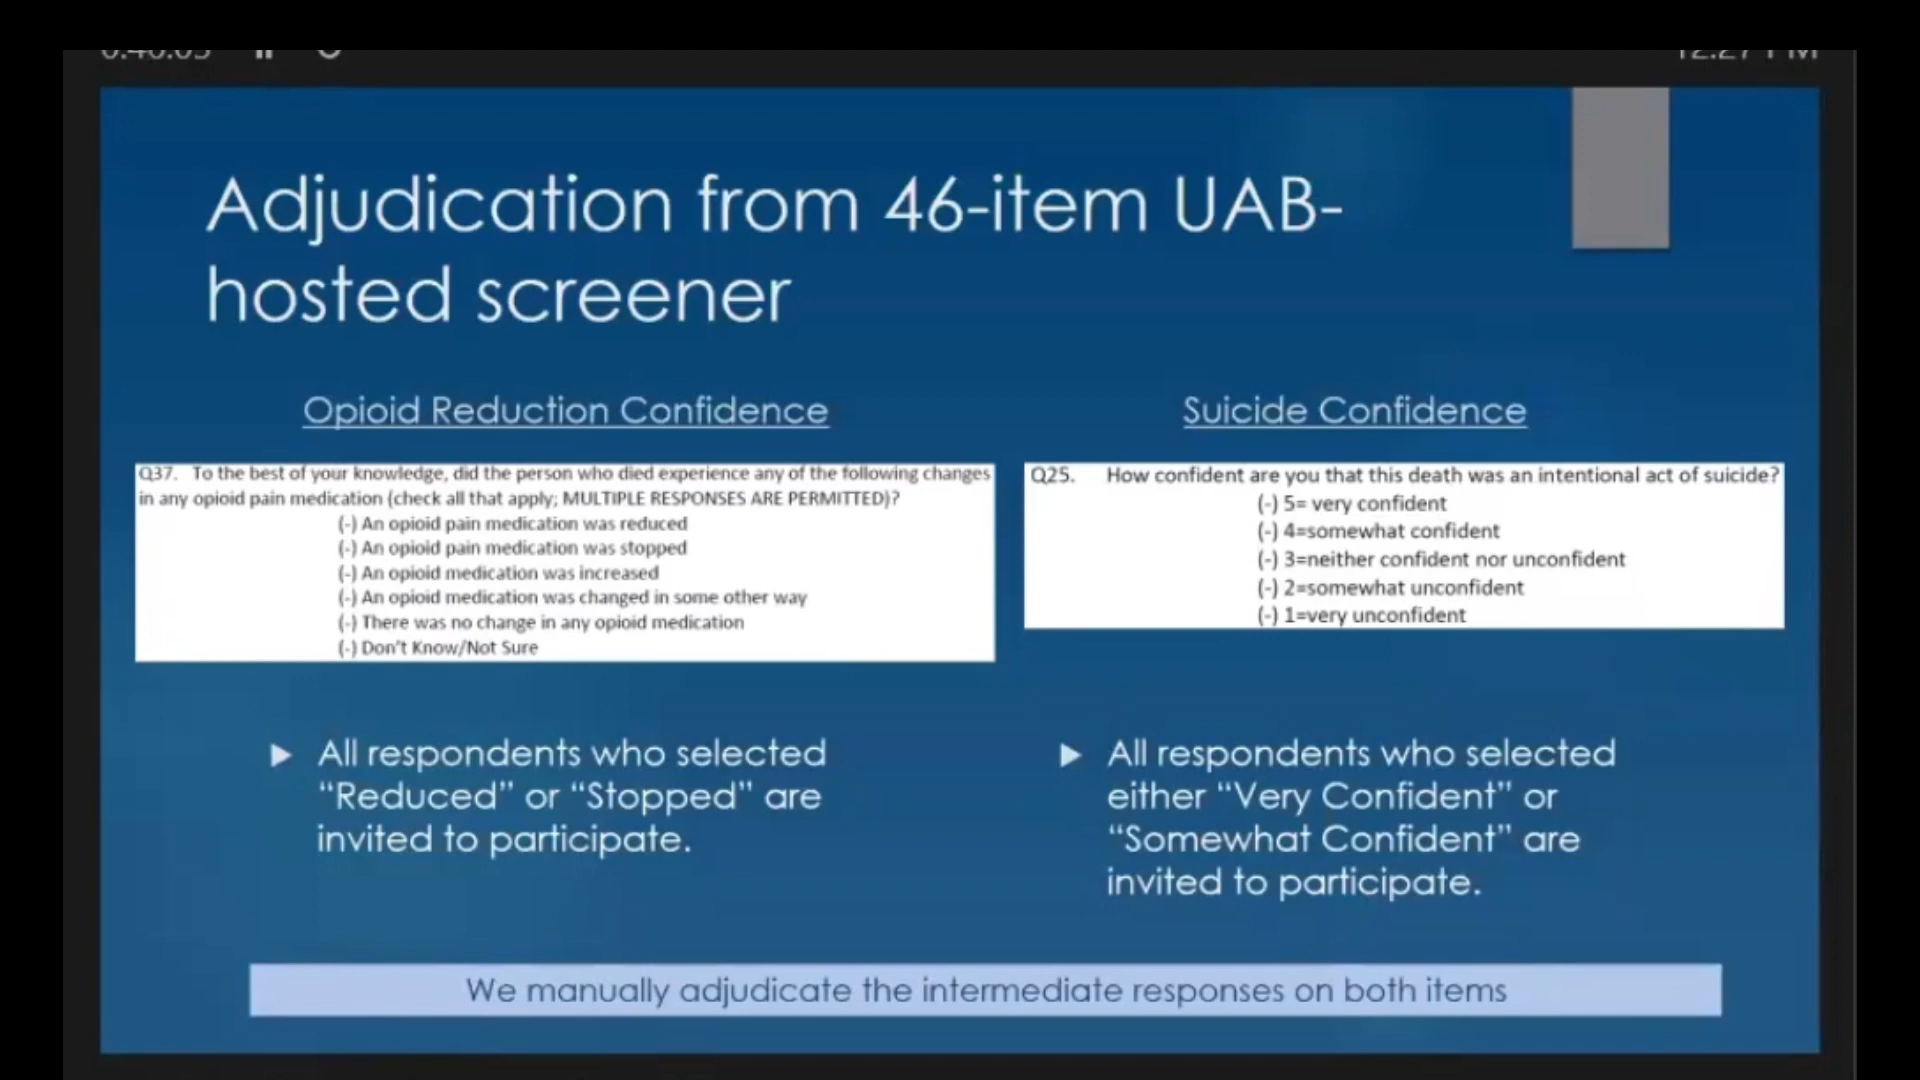 Adjudication from 46-item UAB-
hosted screener
Opioid Reduction Confidence
Q37. To the best of your knowledge, did the person who died experience any of the following changes
in any opioid pain medication (check all that apply; MULTIPLE RESPONSES ARE PERMITTED)?
(-) An opioid pain medication was reduced
(-) An opioid pain medication was stopped
(-) An opioid medication was increased
(-) An opioid medication was changed in some other way
(-) There was no change in any opioid medication
(-) Don't Know/Not Sure
▶ All respondents who selected
“Reduced” or “Stopped” are
invited to participate.
Suicide Confidence
Q25. How confident are you that this death was an intentional act of suicide?
(-) 5= very confident
(-) 4=somewhat confident
(-) 3=neither confident nor unconfident
(-) 2=somewhat unconfident
(-) 1=very unconfident
▶ All respondents who selected
either “Very Confident” or
“Somewhat Confident” are
invited to participate.
We manually adjudicate the intermediate responses on both items